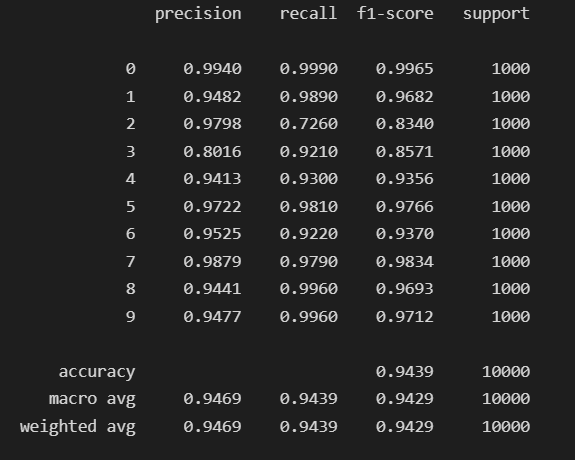 precision recall f1-score support
0 0.9940 0.9990 0.9965 1000
1 0.9482 0.9890 0.9682 1000
2 0.9798 0.7260 0.8340 1000
3 0.8016 0.9210 0.8571 1000
4 0.9413 0.9300 0.9356 1000
5 0.9722 0.9810 0.9766 1000
6 0.9525 0.9220 0.9370 1000
7 0.9879 0.9790 0.9834 1000
8 0.9441 0.9960 0.9693 1000
9 0.9477 0.9960 0.9712 1000
accuracy 0.9439 10000
macro avg 0.9469 0.9439 0.9429 10000
weighted avg 0.9469 0.9439 0.9429 10000